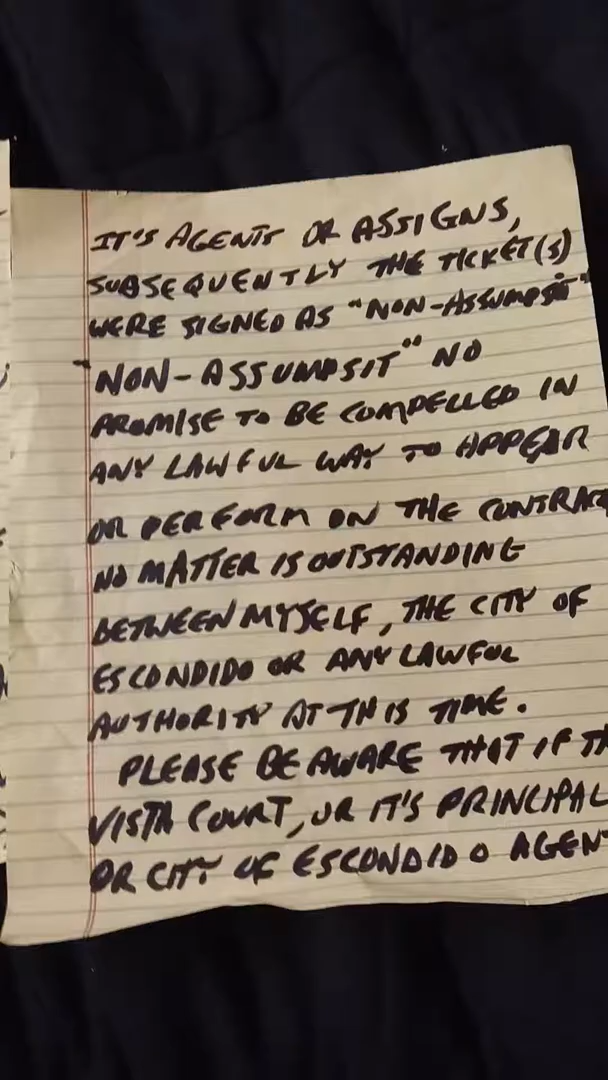 IT'S AGENTS OR ASSIGNS,
SUBSEQUENTLY THE TICKET(S)
WERE SIGNED AS "NON-ASSUMPSIT"
"NON-ASSUMPSIT" NO
PROMISE TO BE COMPELLED IN
ANY LAWFUL WAY TO APPEAR
OR PERFORM ON THE CONTRAC
NO MATTER IS OUTSTANDING
BETWEEN MYSELF, THE CITY OF
ESCONDIDO OR ANY LAWFUL
AUTHORITY AT THIS TIME.
PLEASE BE AWARE THAT IF TH
VISTA COURT, OR IT'S PRINCIPAL
OR CITY OF ESCONDIDO AGEN